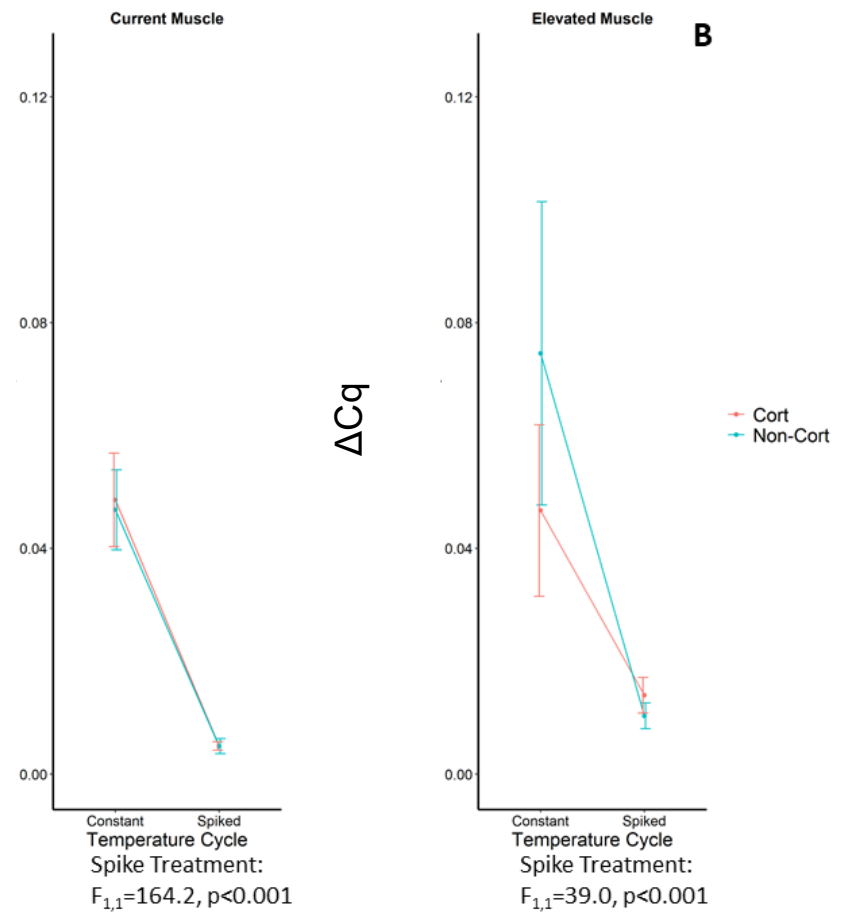 Current Muscle
0.12
0.08
0.04
0.00
Constant Spiked
Temperature Cycle
Spike Treatment:
F1,1=164.2, p<0.001
ΔCq
Elevated Muscle
B
0.12
0.08
0.04
0.00
Constant Spiked
Temperature Cycle
Spike Treatment:
F1,1=39.0, p<0.001
Cort
Non-Cort